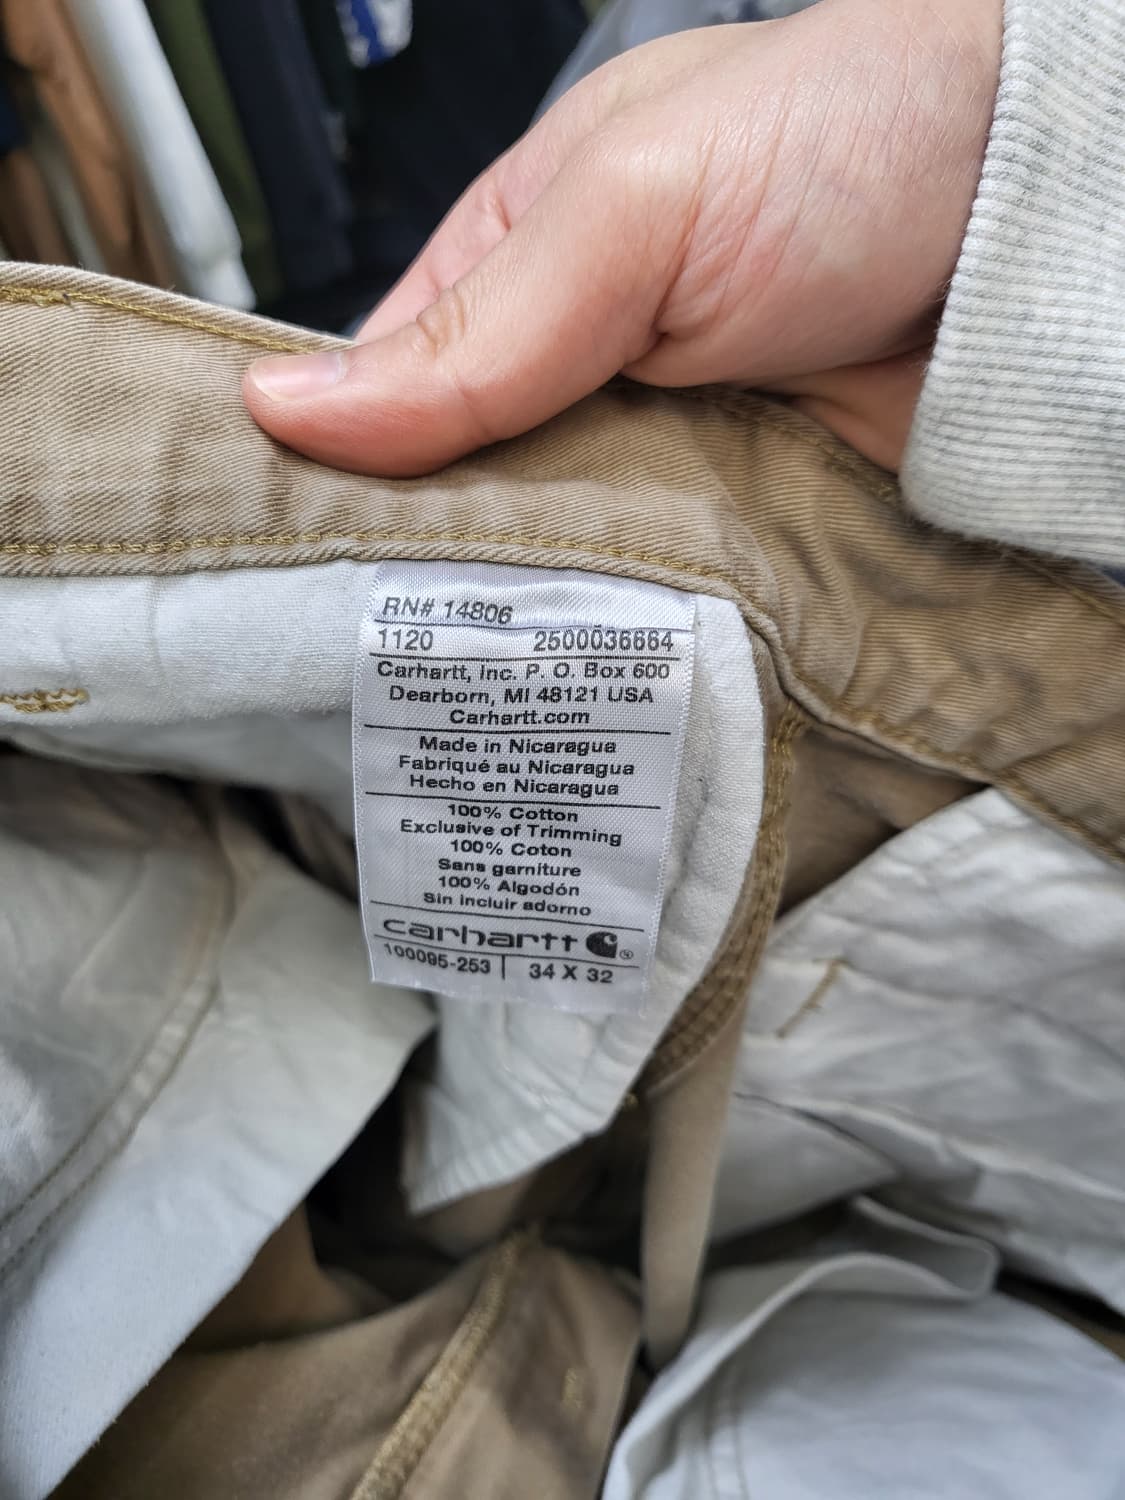 RN# 14806
1120 2500036664
Carhartt, Inc. P. O. Box 600
Dearborn, MI 48121 USA
Carhartt.com
Made in Nicaragua
Fabriqué au Nicaragua
Hecho en Nicaragua
100% Cotton
Exclusive of Trimming
100% Coton
Sans garniture
100% Algodón
Sin incluir adorno
carhartt ®
100095-253 | 34 X 32